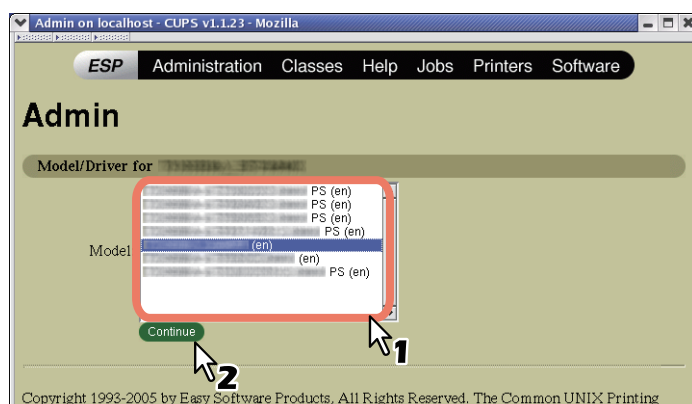 Admin on localhost - CUPS v1.1.23 - Mozilla
ESP Administration Classes Help Jobs Printers Software
Admin
Model/Driver for
PS (en)
PS (en)
PS (en)
PS (en)
Model
(en)
(en)
PS (en)
Continue
1
2
Copyright 1993-2005 by Easy Software Products, All Rights Reserved. The Common UNIX Printing